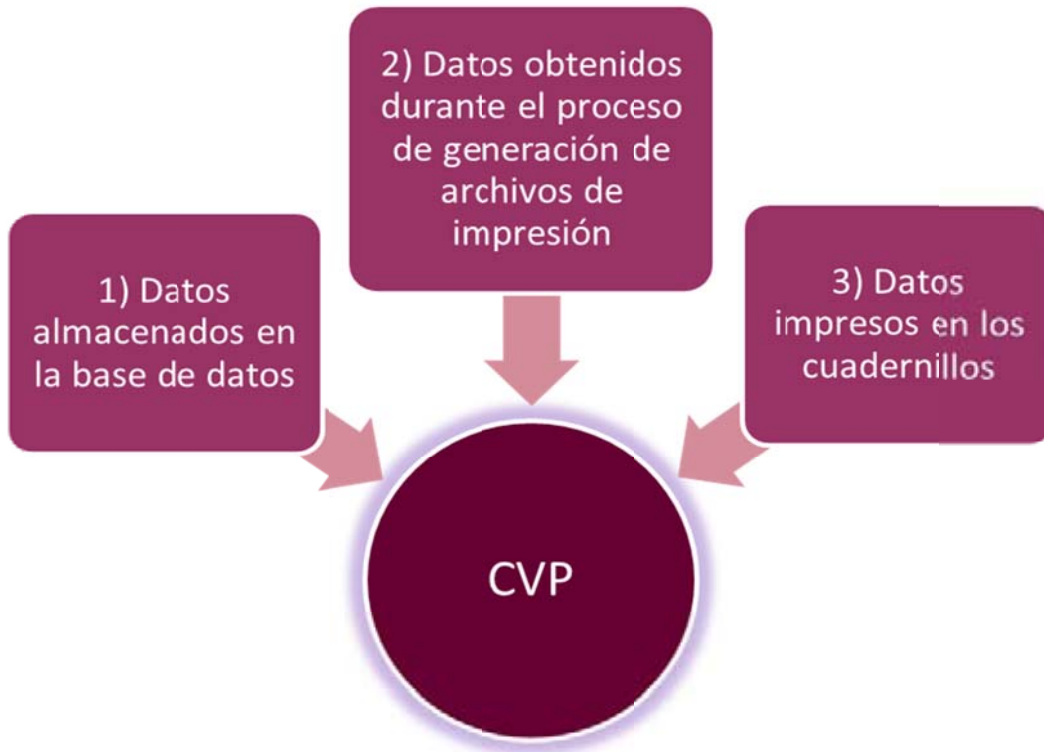 1) Datos
almacenados en
la base de datos
2) Datos obtenidos
durante el proceso
de generación de
archivos de
impresión
3) Datos
impresos en los
cuadernillos
CVP